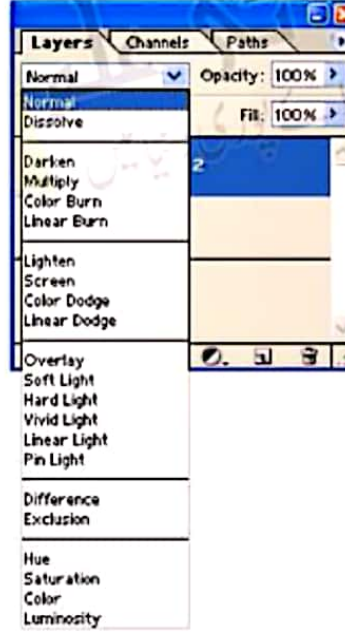 Layers Channels Paths
Normal Opacity: 100%
Normal Fill: 100%
Dissolve
Darken
2
Multiply
Color Burn
Linear Burn
Lighten
Screen
Color Dodge
Linear Dodge
Overlay
Soft Light
Hard Light
Vivid Light
Linear Light
Pin Light
Difference
Exclusion
Hue
Saturation
Color
Luminosity